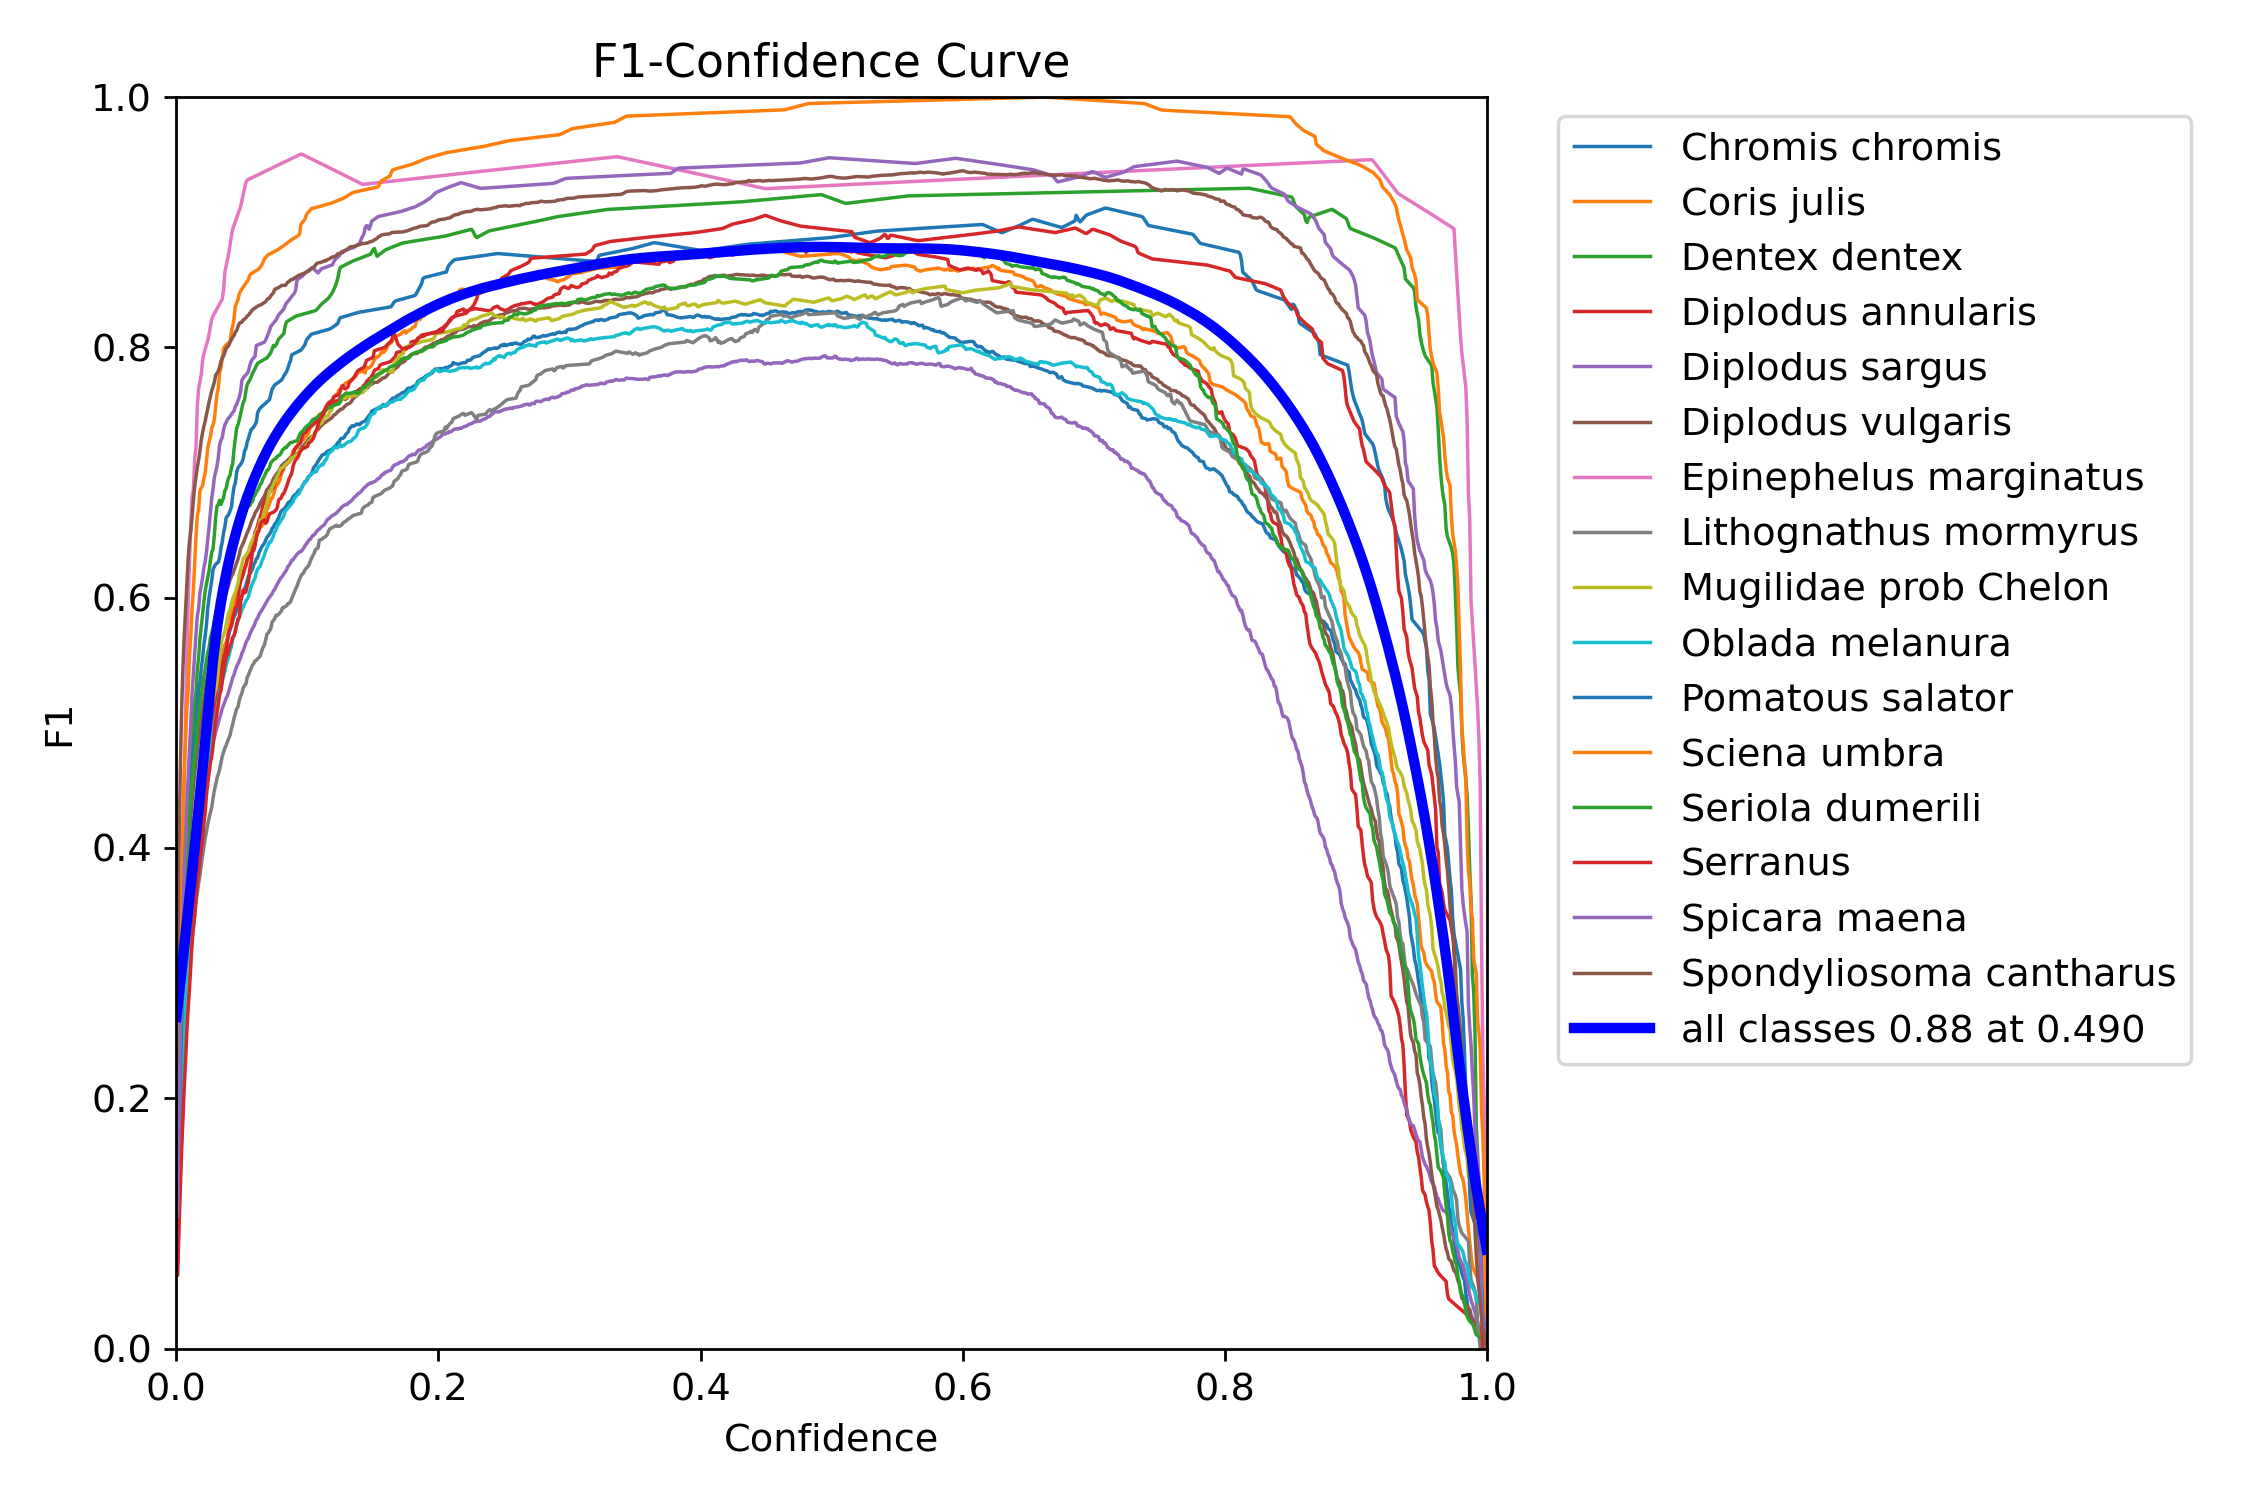 F1-Confidence Curve
1.0
0.8
0.6
0.4
0.2
0.0
F1
0.0 0.2 0.4 0.6 0.8 1.0
Confidence
Chromis chromis
Coris julis
Dentex dentex
Diplodus annularis
Diplodus sargus
Diplodus vulgaris
Epinephelus marginatus
Lithognathus mormyrus
Mugilidae prob Chelon
Oblada melanura
Pomatous salator
Sciena umbra
Seriola dumerili
Serranus
Spicara maena
Spondyliosoma cantharus
all classes 0.88 at 0.490